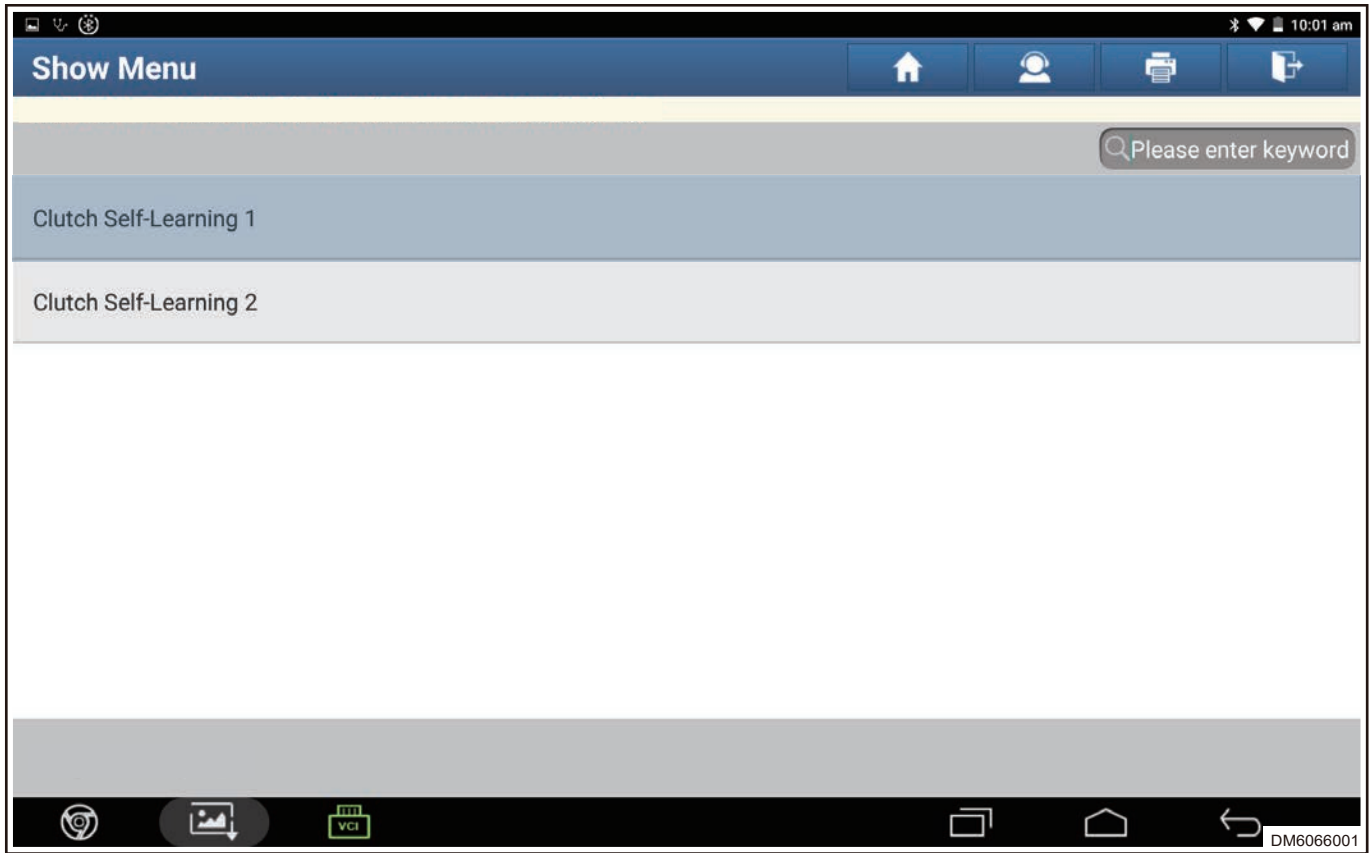 10:01 am
Show Menu
Please enter keyword
Clutch Self-Learning 1
Clutch Self-Learning 2
VCI
DM6066001